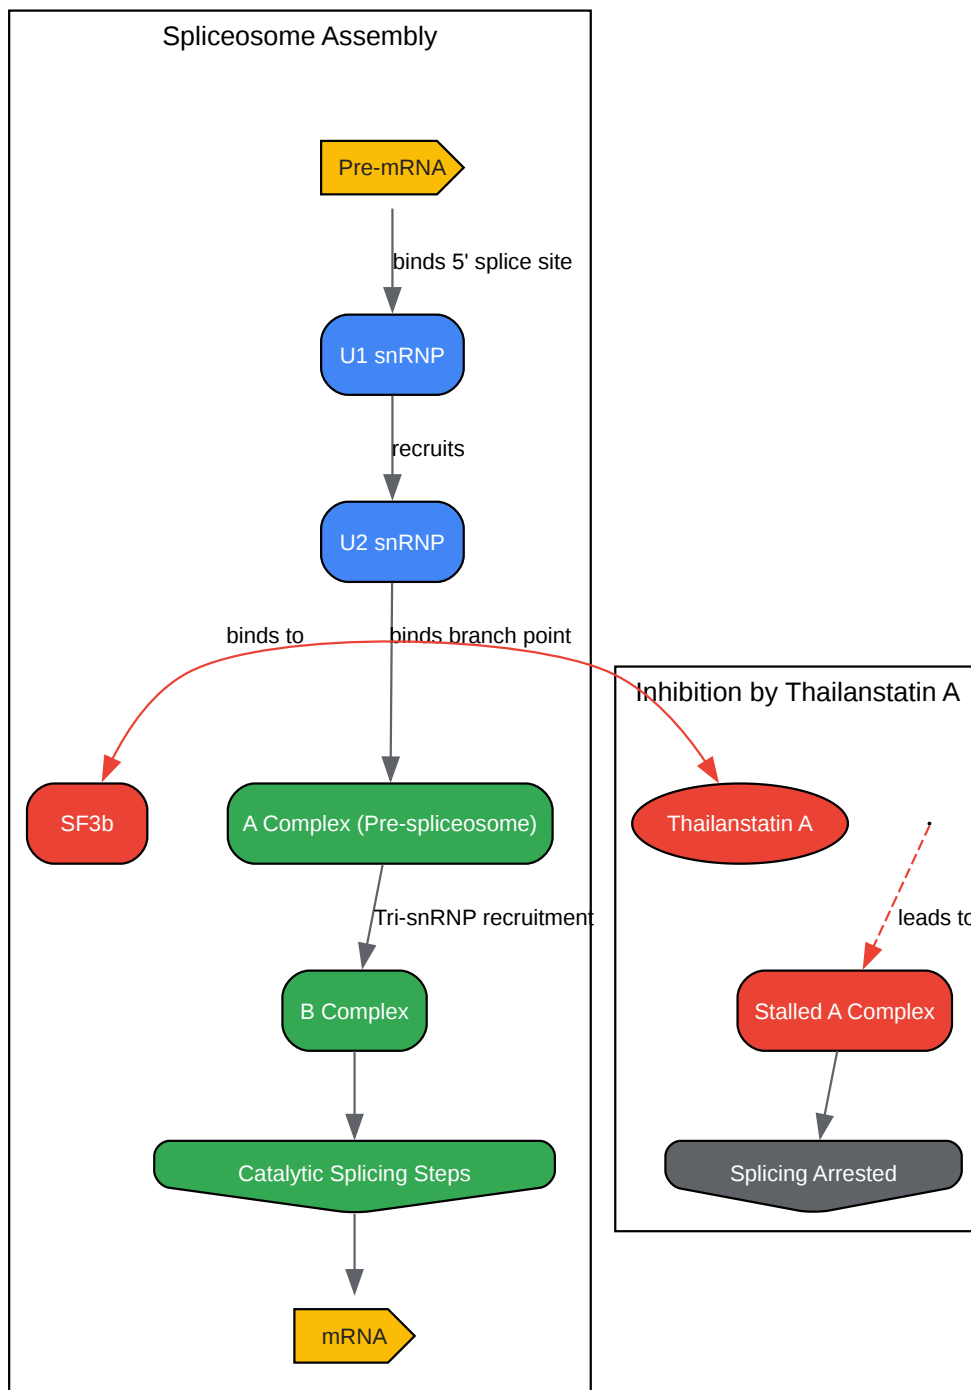 Spliceosome Assembly
Pre-mRNA
binds 5' splice site
U1 snRNP
recruits
U2 snRNP
binds to
binds branch point
Inhibition by Thailanstatin A
SF3b
A Complex (Pre-spliceosome)
Thailanstatin A
Tri-snRNP recruitment
leads to
B Complex
Stalled A Complex
Catalytic Splicing Steps
Splicing Arrested
mRNA